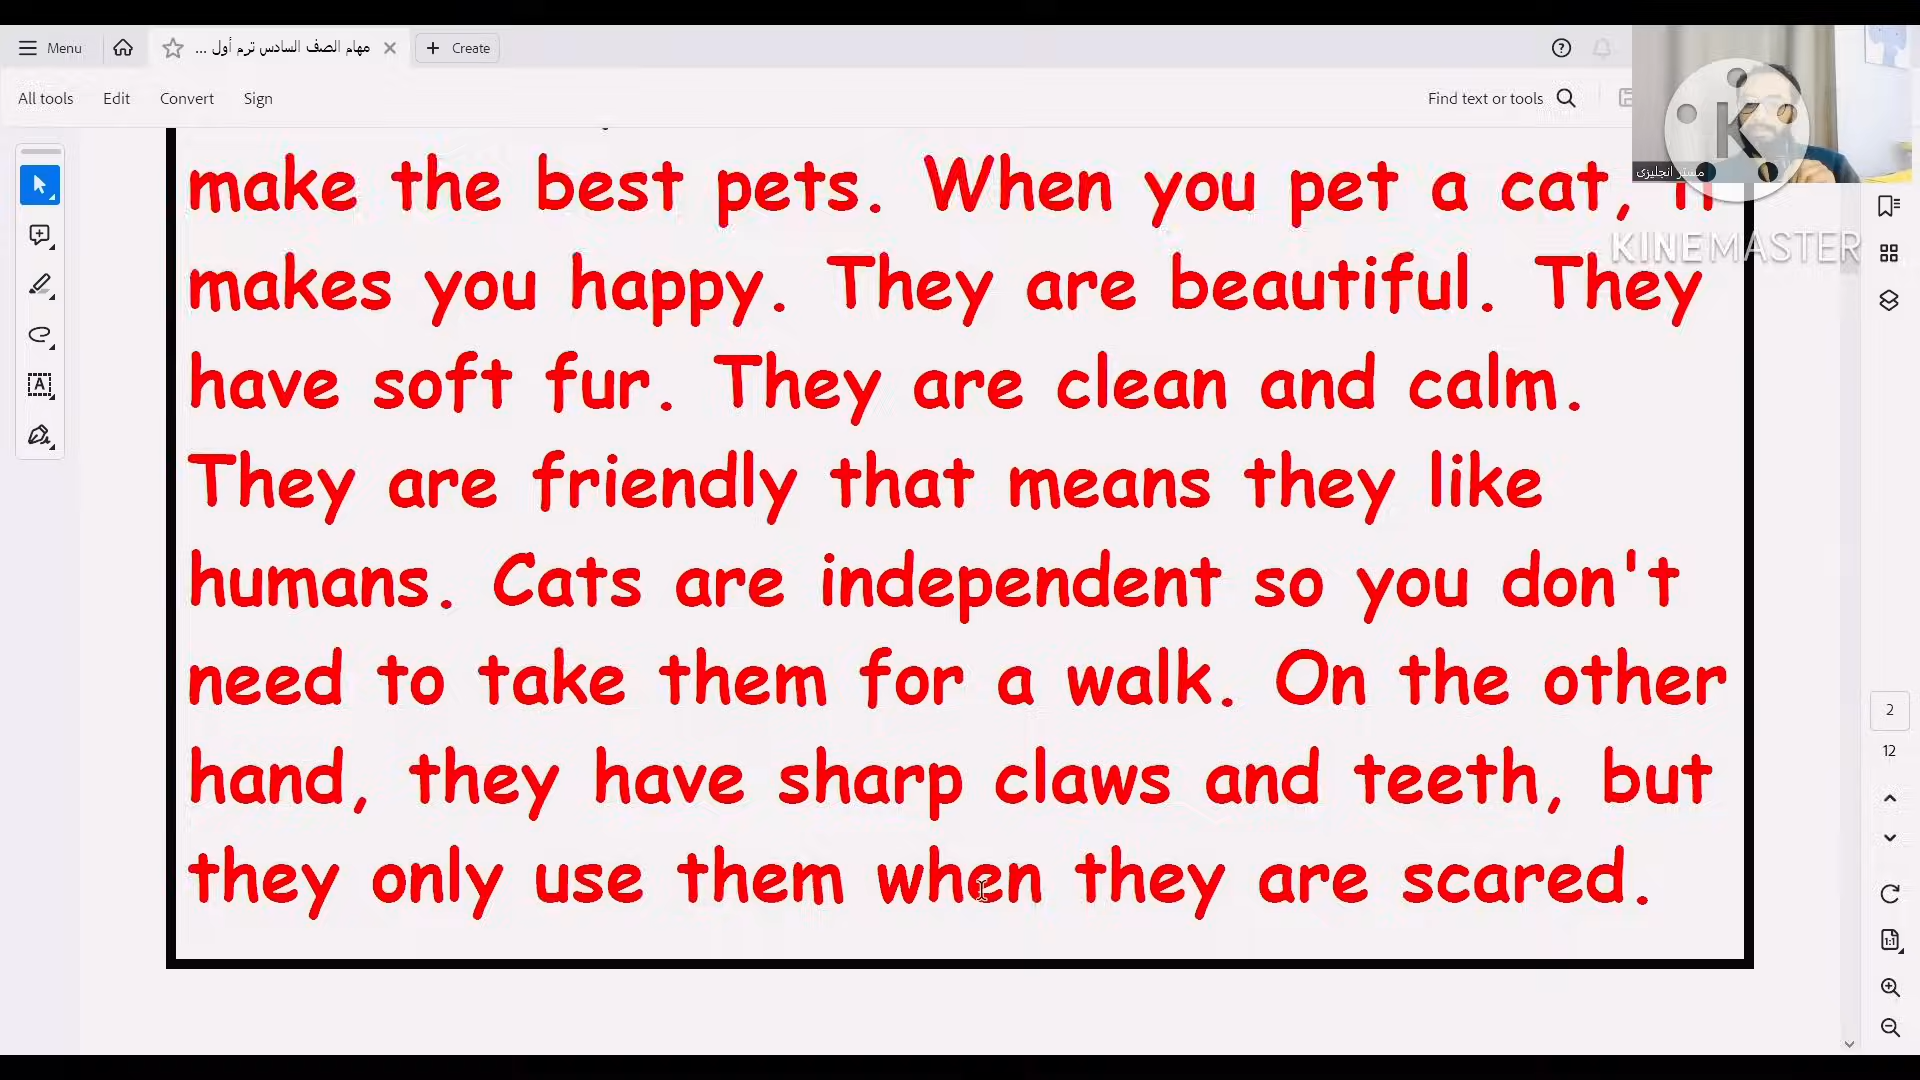 Menu
مهام الصف السادس ترم أول ...
Create
All tools
Edit
Convert
Sign
Find text or tools
مستر انجليزى
KINEMASTER
make the best pets. When you pet a cat, it
makes you happy. They are beautiful. They
have soft fur. They are clean and calm.
They are friendly that means they like
humans. Cats are independent so you don't
need to take them for a walk. On the other
hand, they have sharp claws and teeth, but
they only use them when they are scared.
2
12